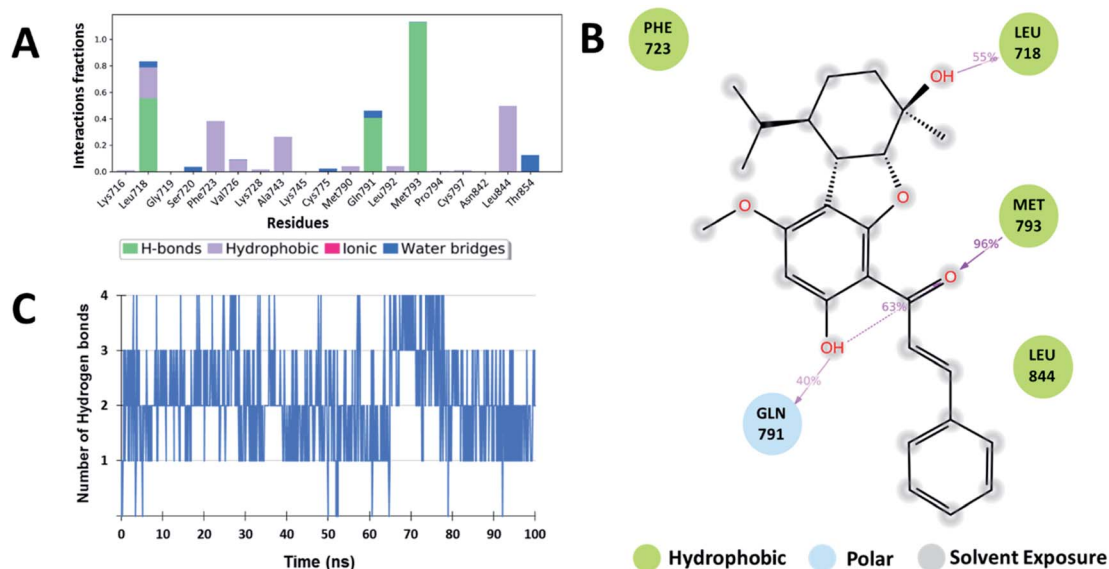 A
Interactions fractions
1.0
0.8
0.6
0.4
0.2
0.0
Lys716
Leu718
Gly719
Ser720
Phe723
Val726
Lys728
Ala743
Lys745
Cys775
Met790
Gln791
Leu792
Met793
Pro794
Cys797
Asn842
Leu844
Thr854
Residues
H-bonds
Hydrophobic
Ionic
Water bridges
B
PHE
723
LEU
718
55%
OH
O
O
MET
793
96%
O
63%
OH
40%
GLN
791
LEU
844
Hydrophobic
Polar
Solvent Exposure
C
Number of Hydrogen bonds
4
3
2
1
0
10
20
30
40
50
60
70
80
90
100
Time (ns)